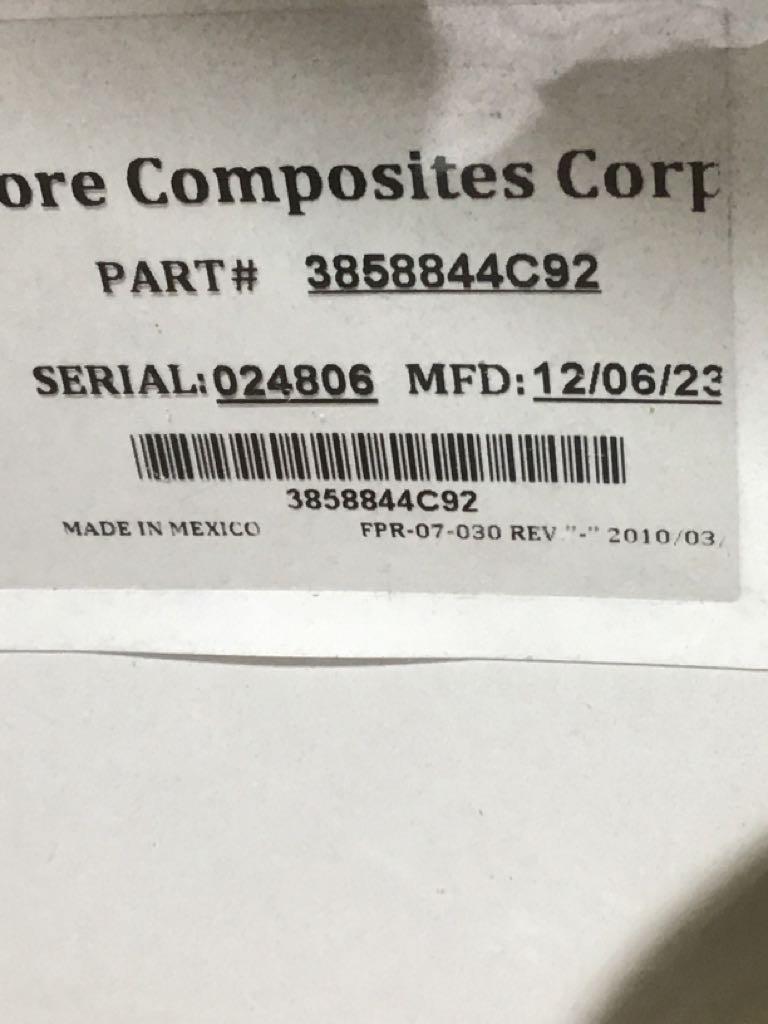 ore Composites Corp
PART# 3858844C92
SERIAL: 024806 MFD: 12/06/23
3858844C92
MADE IN MEXICO FPR-07-030 REV "-" 2010/03/